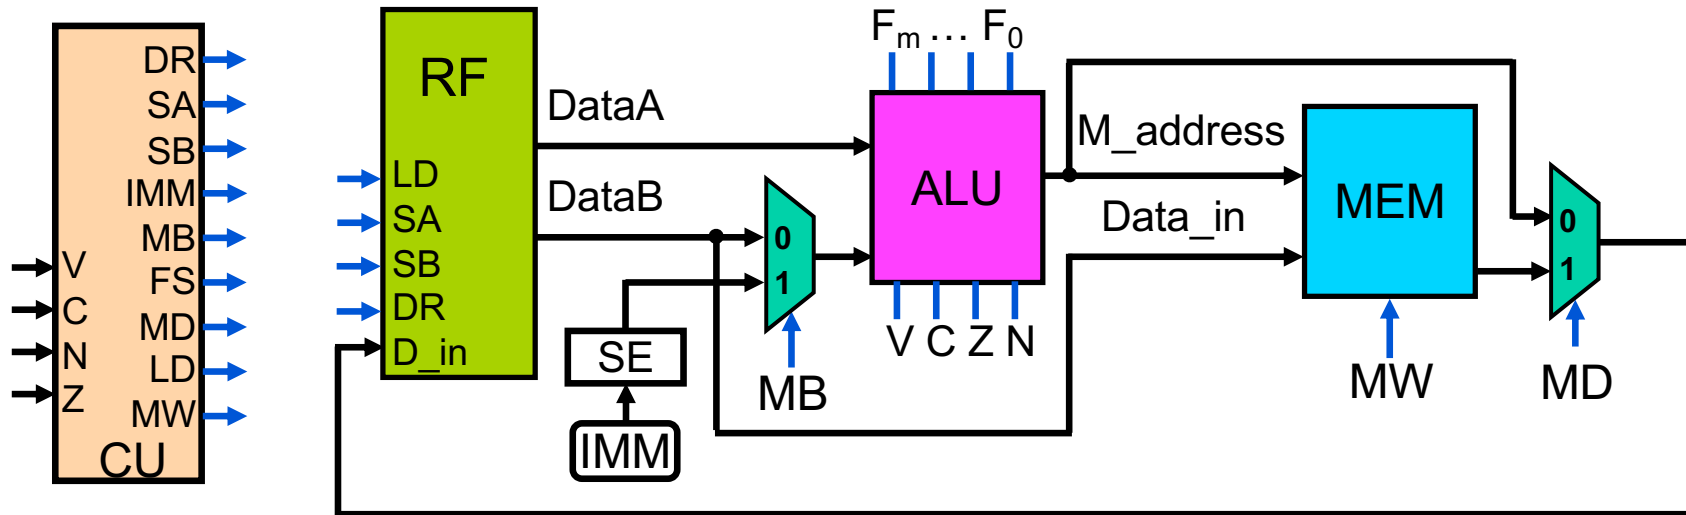 DR
SA
SB
IMM
MB
FS
MD
LD
MW
V
C
N
Z
CU
RF
LD
SA
SB
DR
D_in
DataA
DataB
SE
IMM
0
1
MB
Fm ... F0
ALU
V C Z N
M_address
Data_in
MEM
MW
0
1
MD